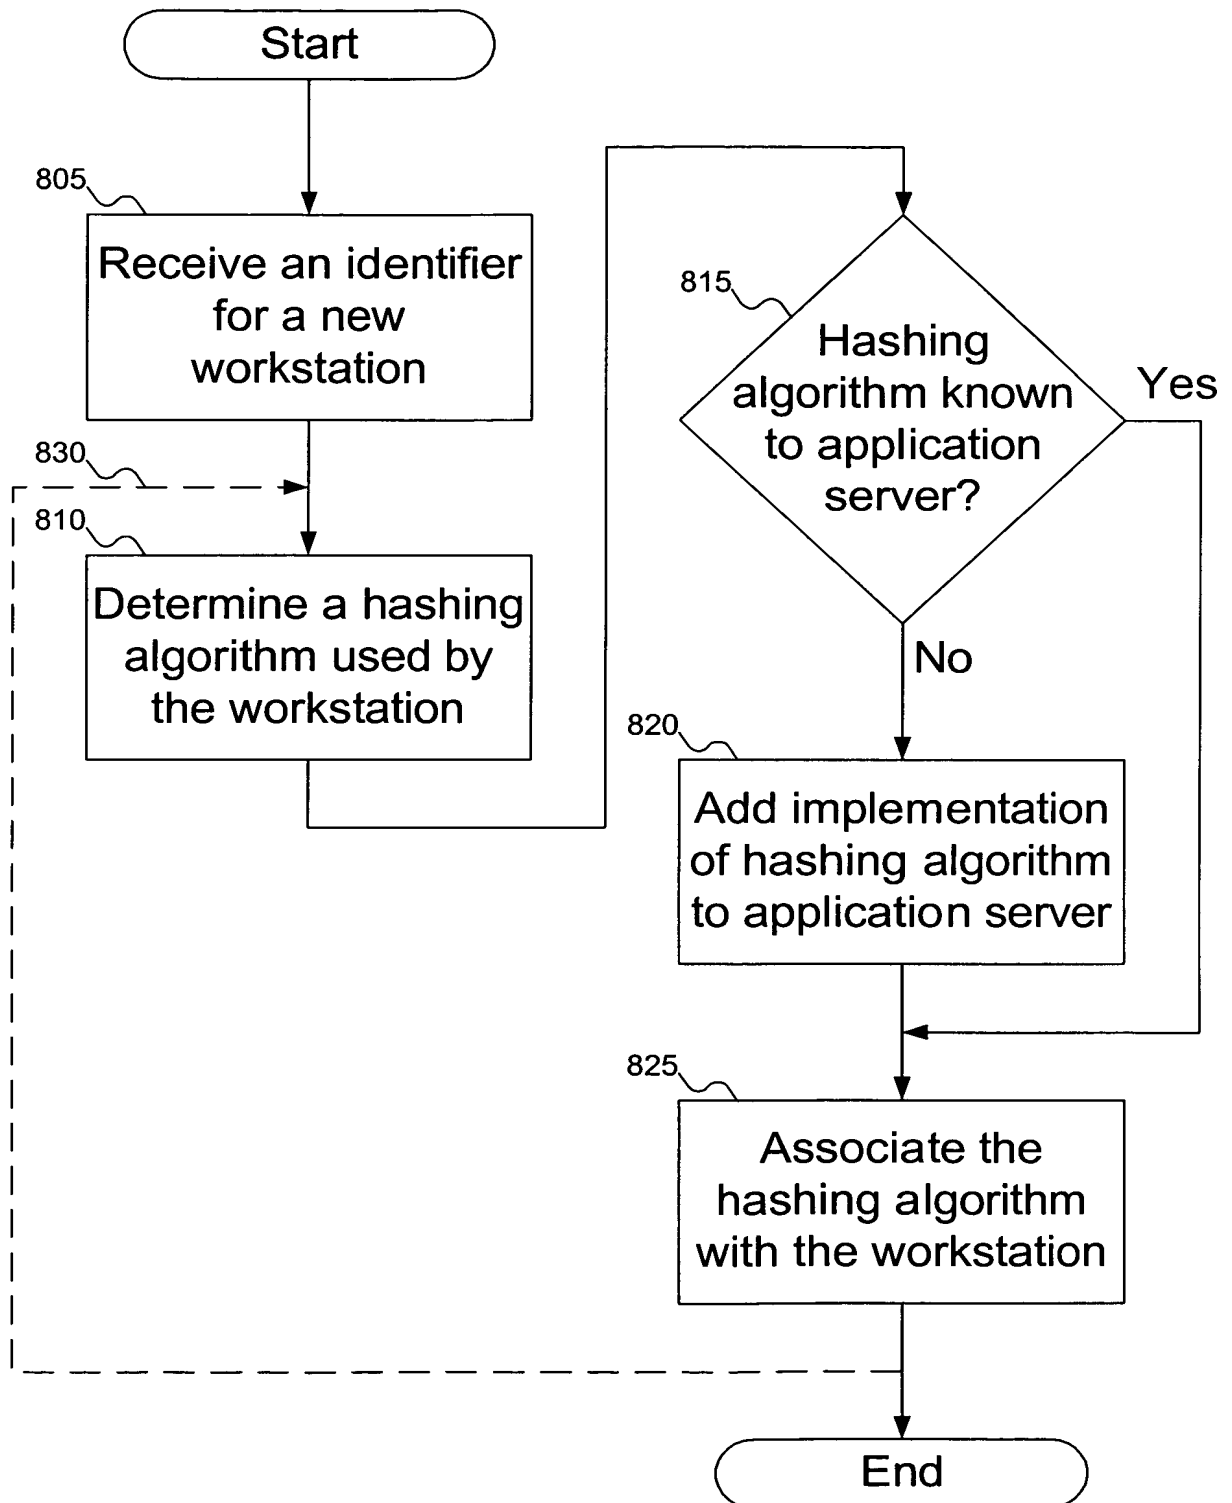 Start
805
Receive an identifier
for a new
workstation
830
810
Determine a hashing
algorithm used by
the workstation
815
Hashing
algorithm known
to application
server?
Yes
No
820
Add implementation
of hashing algorithm
to application server
825
Associate the
hashing algorithm
with the workstation
End